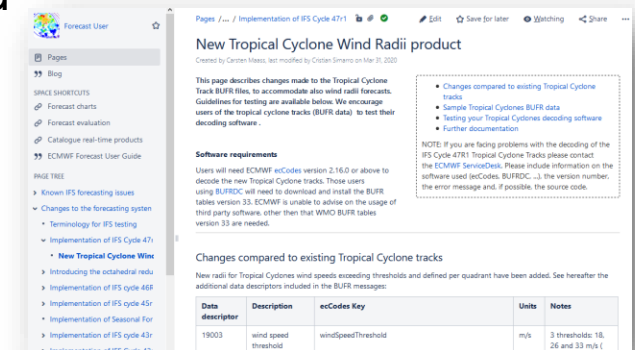 Forecast User
Pages
Blog
SPACE SHORTCUTS
Forecast charts
Forecast evaluation
Catalogue real-time products
ECMWF Forecast User Guide
PAGE TREE
Known IFS forecasting issues
Changes to the forecasting system
Terminology for IFS testing
Implementation of IFS Cycle 47r
New Tropical Cyclone Wind
Introducing the octahedral redu
Implementation of IFS cycle 46R
Implementation of IFS cycle 45r
Implementation of Seasonal For
Implementation of IFS cycle 43r
Pages /... / Implementation of IFS Cycle 47r1
Edit Save for later Watching Share ...
New Tropical Cyclone Wind Radii product
Created by Carsten Maass, last modified by Cristian Simarro on Mar 31, 2020
This page describes changes made to the Tropical Cyclone
Track BUFR files, to accommodate also wind radii forecasts.
Guidelines for testing are available below. We encourage
users of the tropical cyclone tracks (BUFR data) to test their
decoding software .
Software requirements
Users will need ECMWF ecCodes version 2.16.0 or above to
decode the new Tropical Cyclone tracks. Those users
using BUFRDC will need to download and install the BUFR
tables version 33. ECMWF is unable to advise on the usage of
third party software, other then that WMO BUFR tables
version 33 are needed.
Changes compared to existing Tropical Cyclone
tracks
Sample Tropical Cyclones BUFR data
Testing your Tropical Cyclones decoding software
Further documentation
NOTE: If you are facing problems with the decoding of the
IFS Cycle 47R1 Tropical Cyclone Tracks please contact
the ECMWF ServiceDesk. Please include information on the
software used (ecCodes, BUFRDC, ...), the version number,
the error message and, if possible, the source code.
Changes compared to existing Tropical Cyclone tracks
New radii for Tropical Cyclones wind speeds exceeding thresholds and defined per quadrant have been added. See hereafter the
additional data descriptors included in the BUFR messages:
Data
descriptor
Description
ecCodes Key
Units
Notes
19003
wind speed
threshold
windSpeedThreshold
m/s
3 thresholds: 18,
26 and 33 m/s (